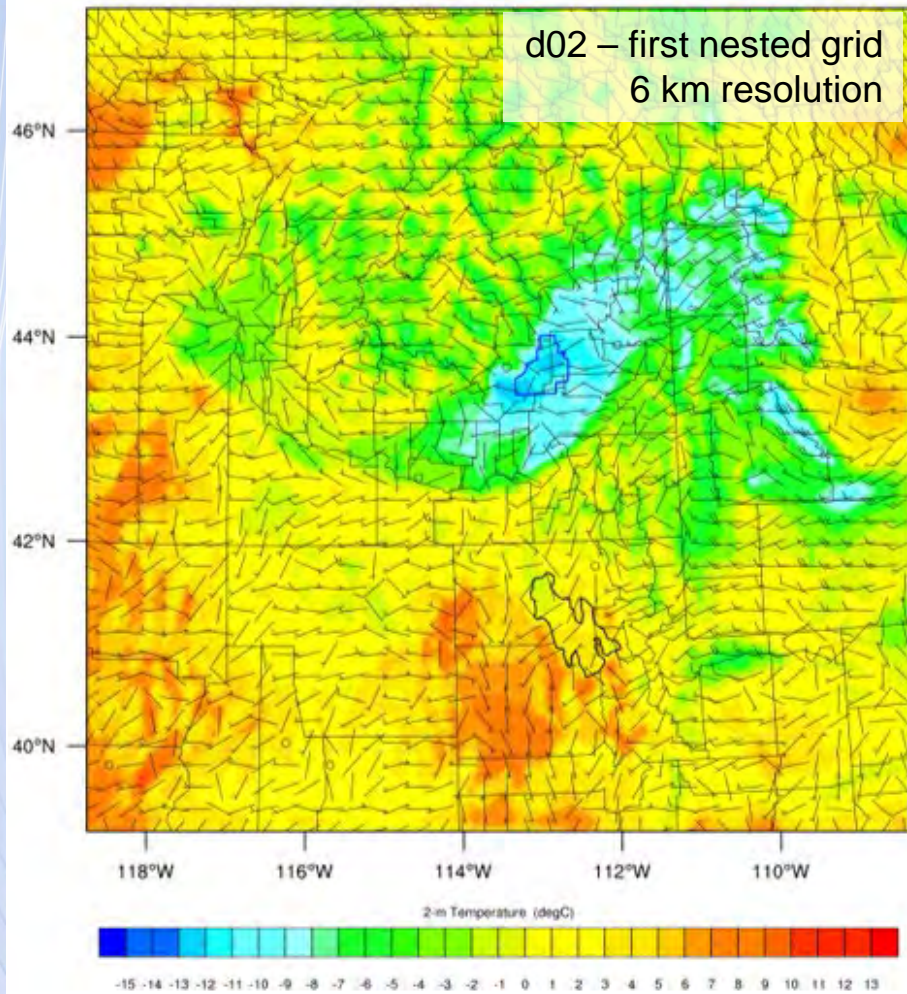 d02 – first nested grid
6 km resolution
46°N
44°N
42°N
40°N
118°W 116°W 114°W 112°W 110°W
2-m Temperature (degC)
-15 -14 -13 -12 -11 -10 -9 -8 -7 -6 -5 -4 -3 -2 -1 0 1 2 3 4 5 6 7 8 9 10 11 12 13